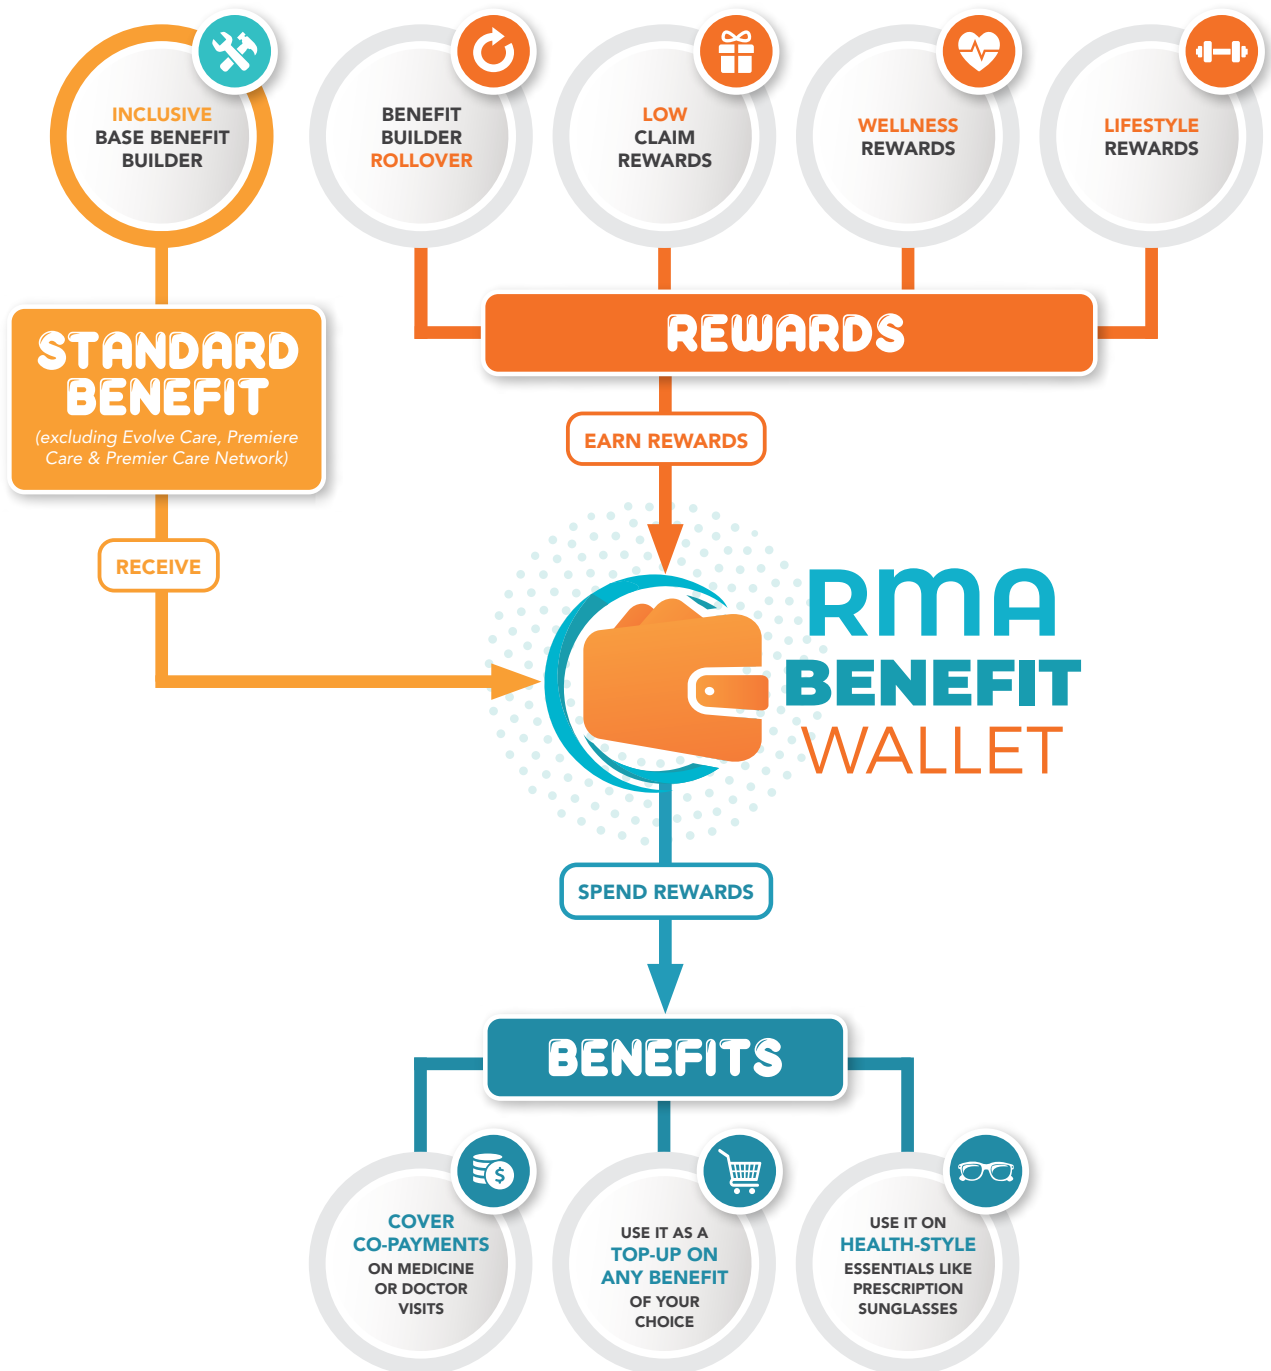 INCLUSIVE
BASE BENEFIT
BUILDER
BENEFIT
BUILDER
ROLLOVER
LOW
CLAIM
REWARDS
WELLNESS
REWARDS
LIFESTYLE
REWARDS
STANDARD
BENEFIT
(excluding Evolve Care, Premiere
Care & Premier Care Network)
REWARDS
EARN REWARDS
RECEIVE
RMA
BENEFIT
WALLET
SPEND REWARDS
BENEFITS
$
COVER
CO-PAYMENTS
ON MEDICINE
OR DOCTOR
VISITS
USE IT AS A
TOP-UP ON
ANY BENEFIT
OF YOUR
CHOICE
USE IT ON
HEALTH-STYLE
ESSENTIALS LIKE
PRESCRIPTION
SUNGLASSES